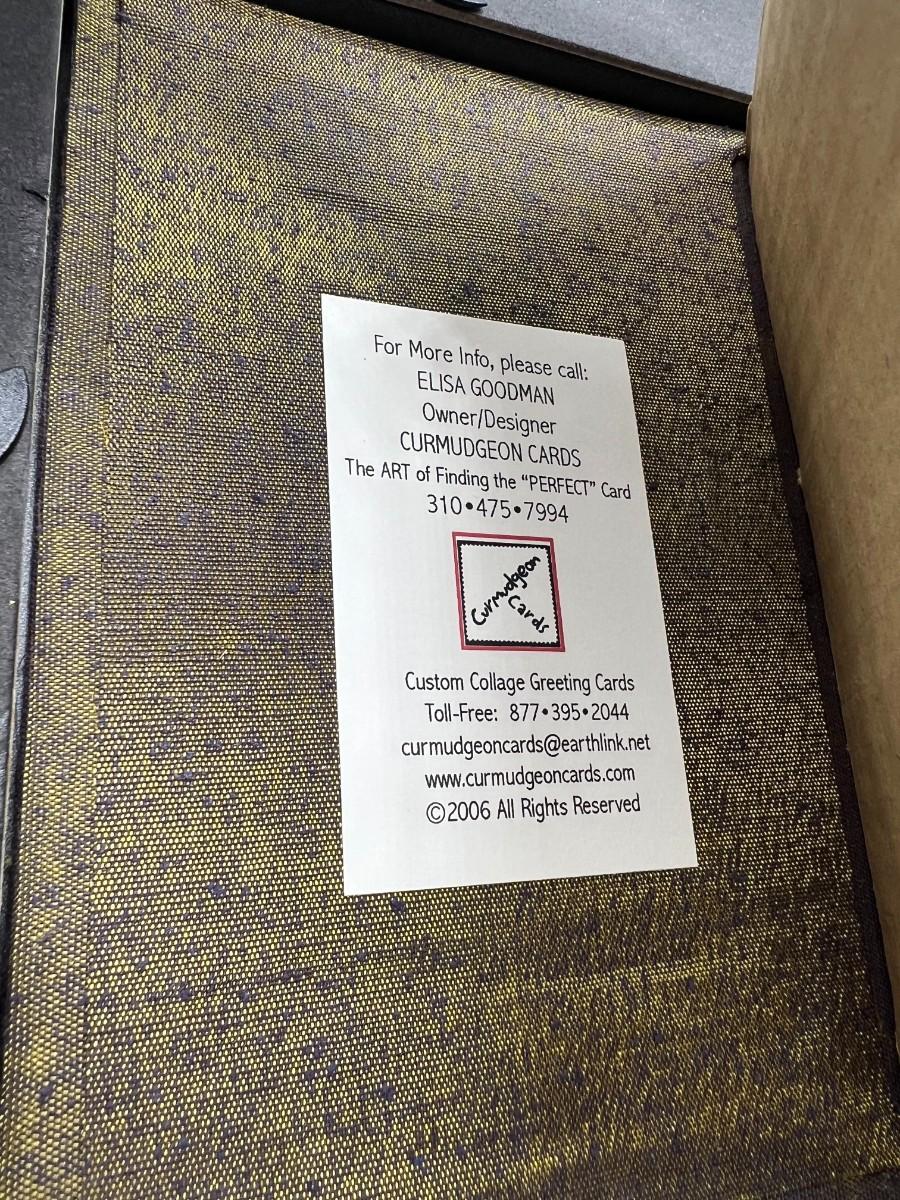 For More Info, please call:
ELISA GOODMAN
Owner/Designer
CURMUDGEON CARDS
The ART of Finding the “PERFECT” Card
310•475•7994
Curmudgeon
Cards
Custom Collage Greeting Cards
Toll-Free: 877•395•2044
curmudgeoncards@earthlink.net
www.curmudgeoncards.com
©2006 All Rights Reserved